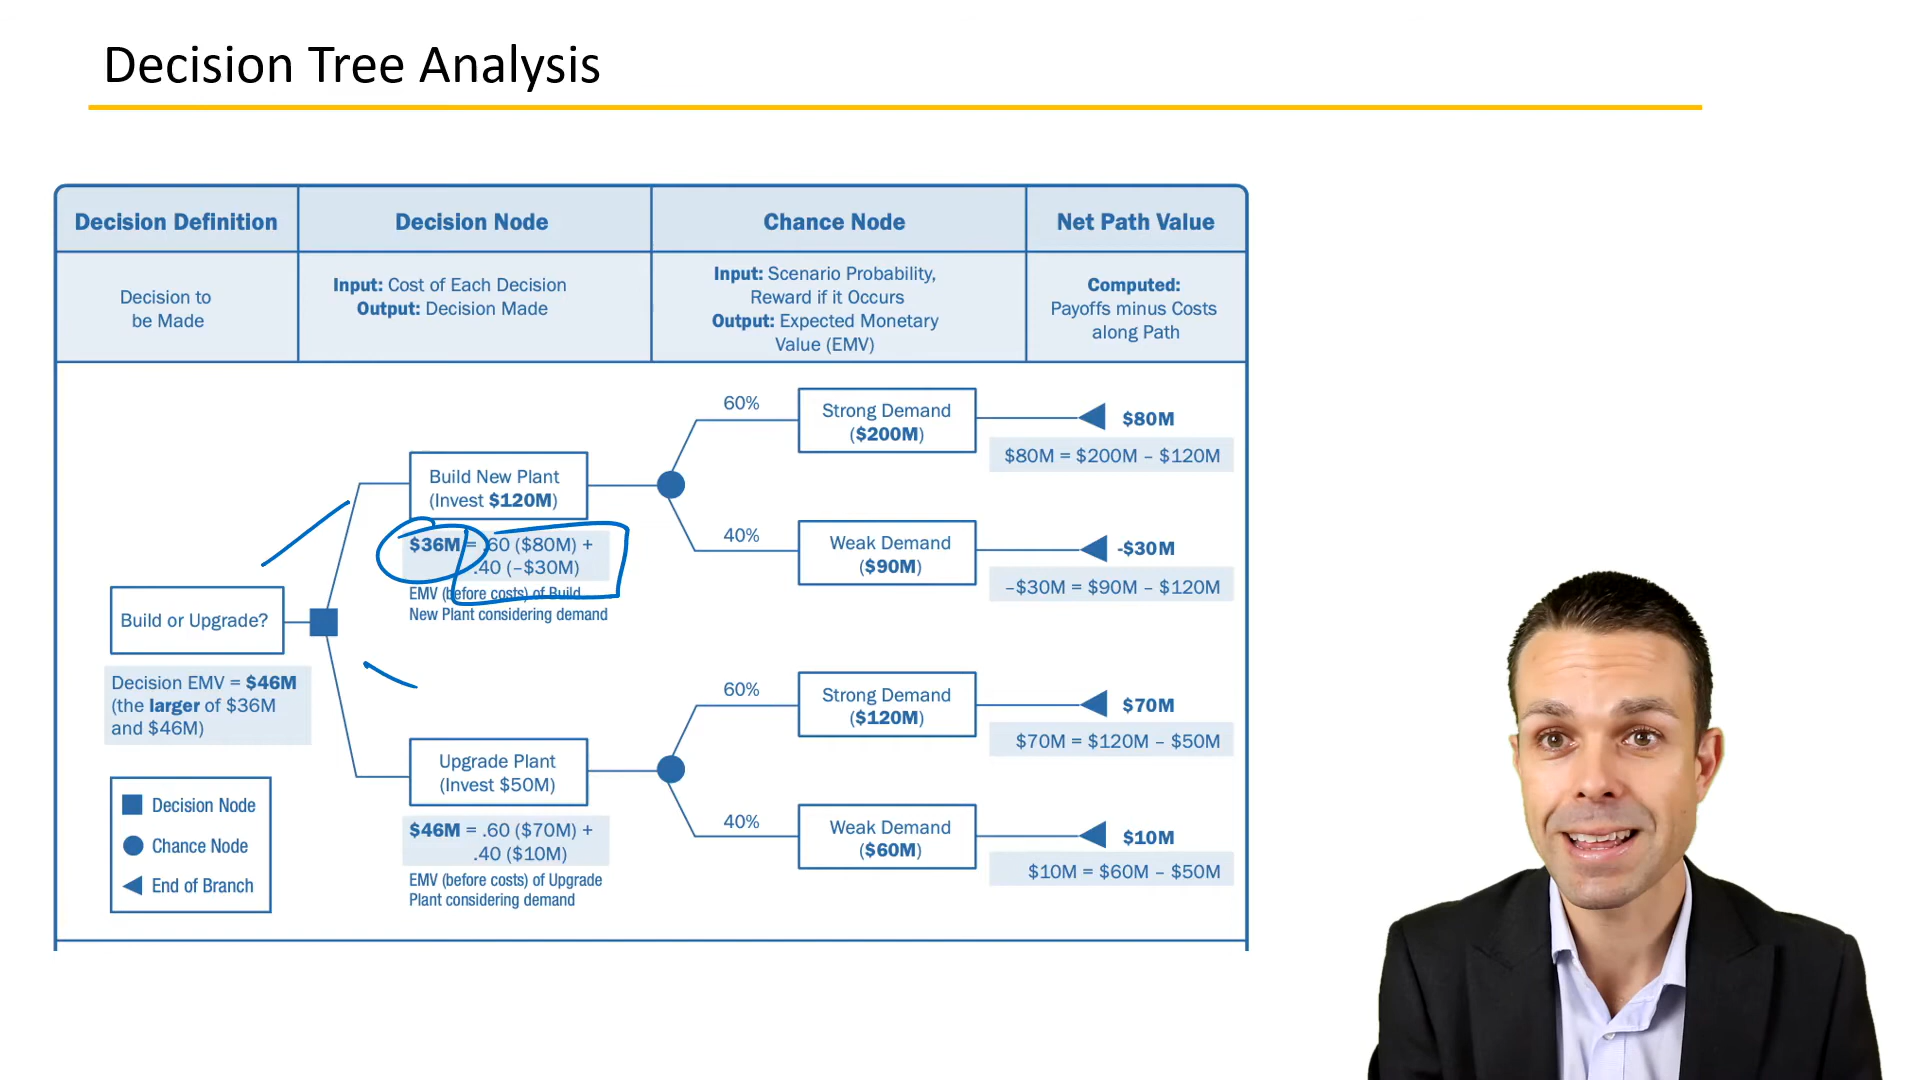 Decision Tree Analysis
Decision Definition
Decision Node
Chance Node
Net Path Value
Decision to
be Made
Input: Cost of Each Decision
Output: Decision Made
Input: Scenario Probability,
Reward if it Occurs
Output: Expected Monetary
Value (EMV)
Computed:
Payoffs minus Costs
along Path
Build or Upgrade?
Decision EMV = $46M
(the larger of $36M
and $46M)
Build New Plant
(Invest $120M)
$36M = .60 ($80M) +
.40 (–$30M)
EMV (before costs) of Build
New Plant considering demand
60%
Strong Demand
($200M)
$80M
$80M = $200M – $120M
40%
Weak Demand
($90M)
-$30M
–$30M = $90M – $120M
Upgrade Plant
(Invest $50M)
$46M = .60 ($70M) +
.40 ($10M)
EMV (before costs) of Upgrade
Plant considering demand
60%
Strong Demand
($120M)
$70M
$70M = $120M – $50M
40%
Weak Demand
($60M)
$10M
$10M = $60M – $50M
Decision Node
Chance Node
End of Branch